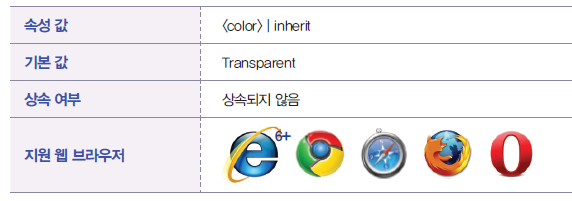 속성 값 〈color〉 | inherit
기본 값 Transparent
상속 여부 상속되지 않음
지원 웹 브라우저 6+